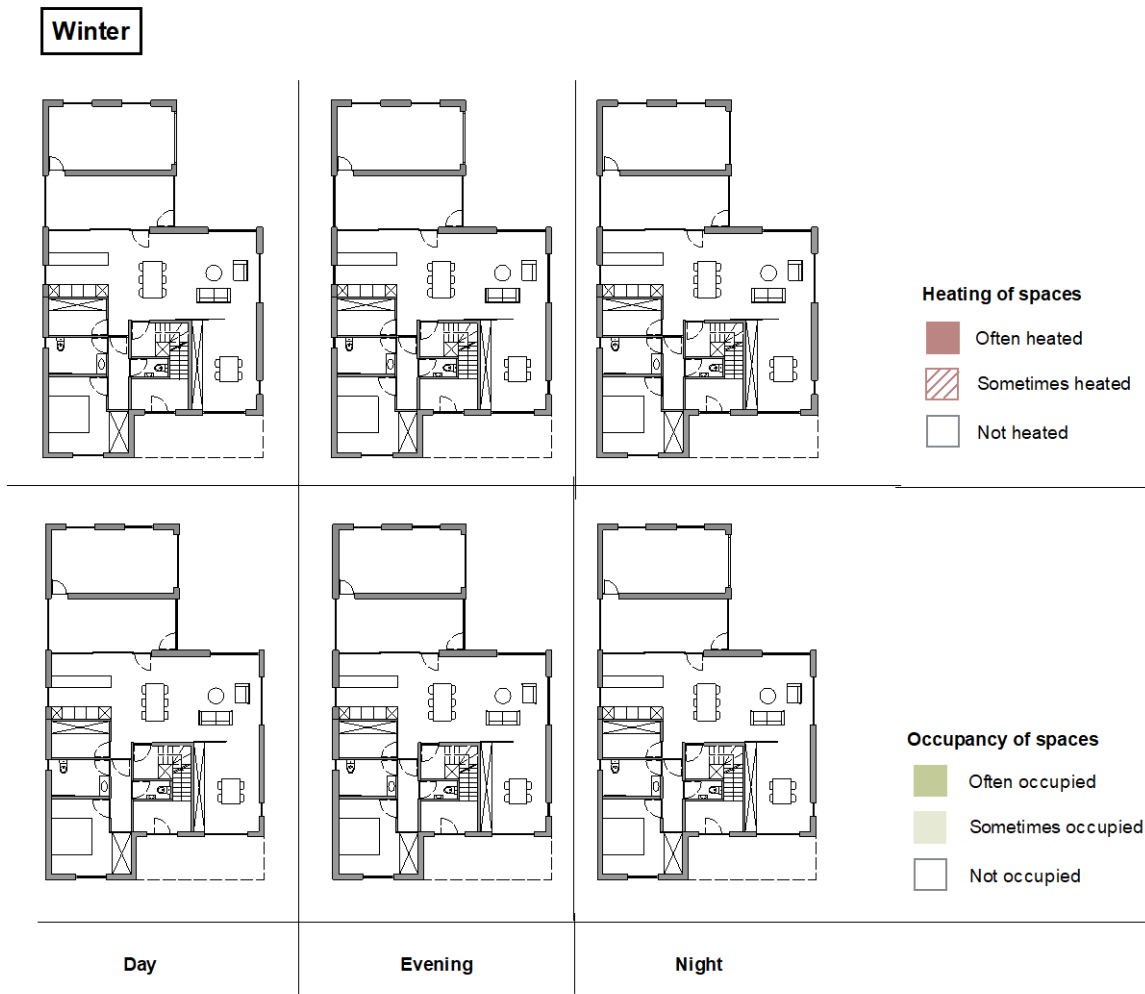 Winter
Heating of spaces
Often heated
Sometimes heated
Not heated
Occupancy of spaces
Often occupied
Sometimes occupied
Not occupied
Day
Evening
Night